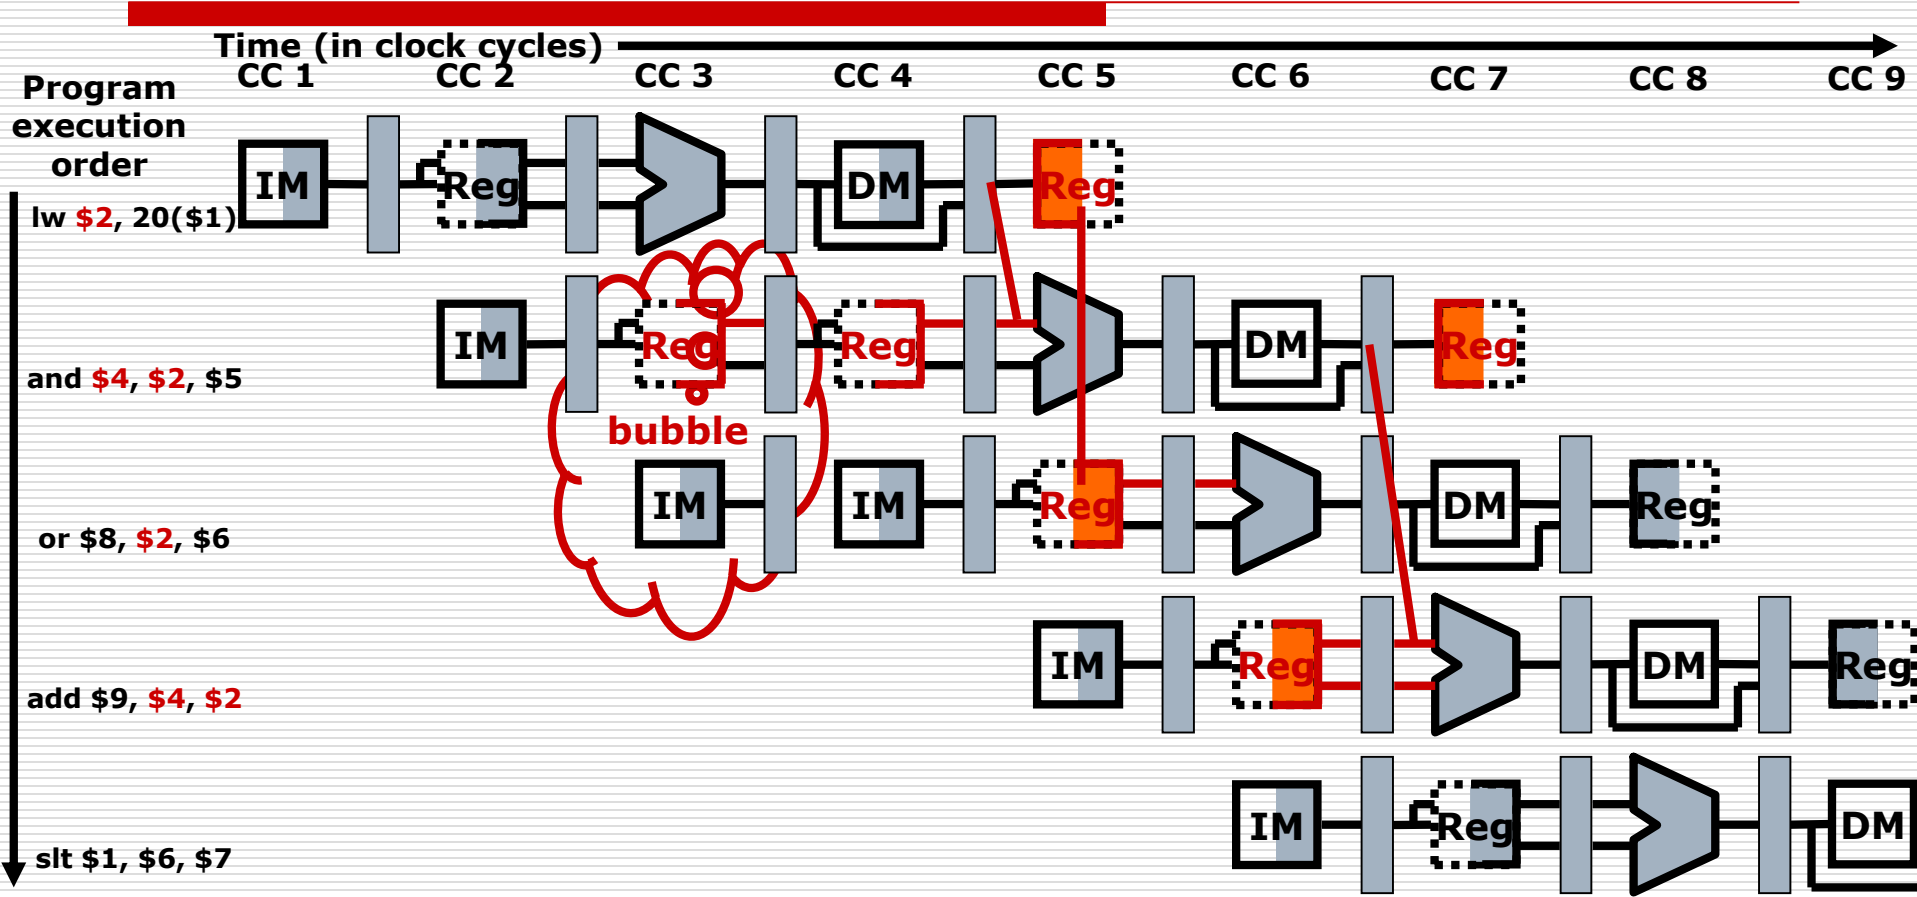 Time (in clock cycles)
CC 1 CC 2 CC 3 CC 4 CC 5 CC 6 CC 7 CC 8 CC 9
Program
execution
order
IM Reg DM Reg
lw $2, 20($1)
IM Reg Reg DM Reg
and $4, $2, $5
bubble
IM IM Reg DM Reg
or $8, $2, $6
IM Reg DM Reg
add $9, $4, $2
IM Reg DM
slt $1, $6, $7